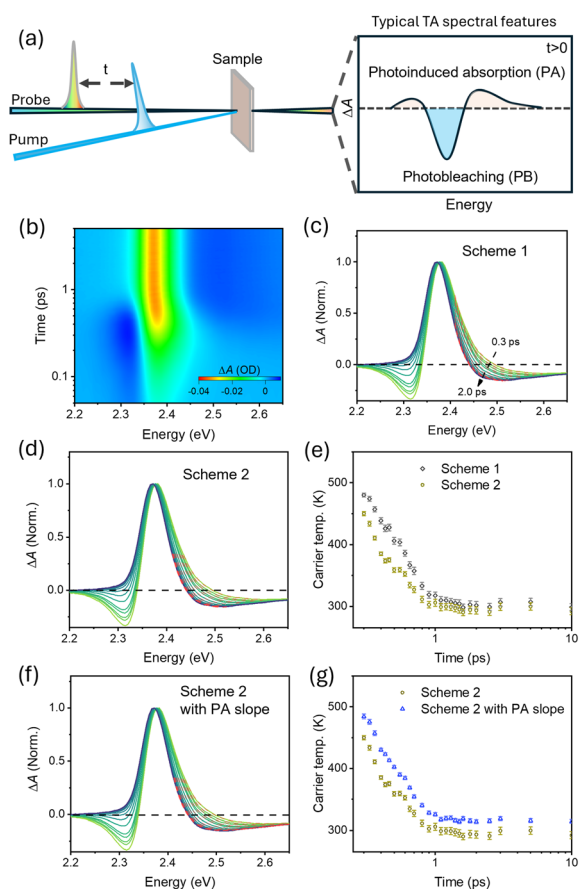 (a)
Typical TA spectral features
t
Sample
Probe
Pump
t>0
Photoinduced absorption (PA)
ΔA
Photobleaching (PB)
Energy
(b)
Time (ps)
1
0.1
ΔA (OD)
-0.04 -0.02 0
2.2 2.3 2.4 2.5 2.6
Energy (eV)
(c)
Scheme 1
ΔA (Norm.)
1.0
0.5
0.0
0.3 ps
2.0 ps
2.2 2.3 2.4 2.5 2.6
Energy (eV)
(d)
Scheme 2
ΔA (Norm.)
1.0
0.5
0.0
2.2 2.3 2.4 2.5 2.6
Energy (eV)
(e)
Scheme 1
Scheme 2
Carrier temp. (K)
500
400
300
1 10
Time (ps)
(f)
Scheme 2
with PA slope
ΔA (Norm.)
1.0
0.5
0.0
2.2 2.3 2.4 2.5 2.6
Energy (eV)
(g)
Scheme 2
Scheme 2 with PA slope
Carrier temp. (K)
500
400
300
1 10
Time (ps)